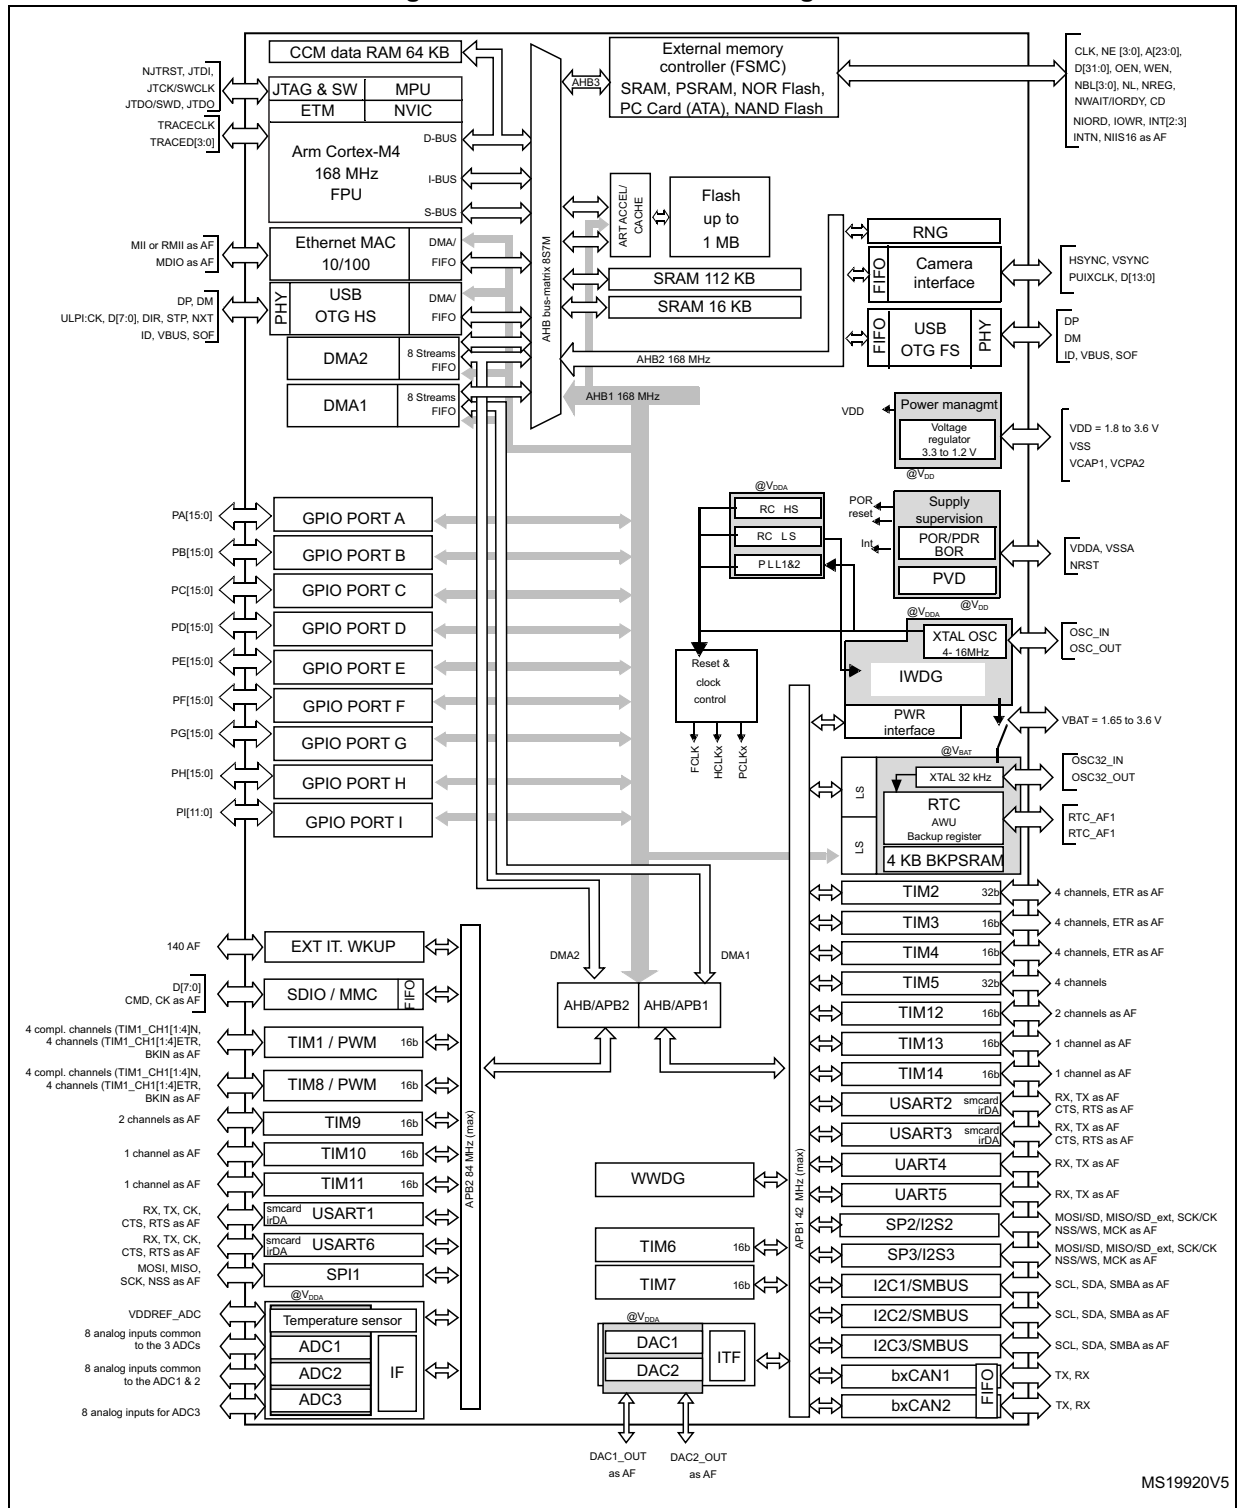 CCM data RAM 64 KB
External memory
controller (FSMC)
SRAM, PSRAM, NOR Flash,
PC Card (ATA), NAND Flash
AHB3
CLK, NE [3:0], A[23:0],
D[31:0], OEN, WEN,
NBL[3:0], NL, NREG,
NWAIT/IORDY, CD
NIORD, IOWR, INT[2:3]
INTN, NIIS16 as AF
NJTRST, JTDI,
JTCK/SWCLK
JTDO/SWD, JTDO
TRACECLK
TRACED[3:0]
JTAG & SW
MPU
ETM
NVIC
Arm Cortex-M4
168 MHz
FPU
D-BUS
I-BUS
S-BUS
AHB bus-matrix 8S7M
ART ACCEL/
CACHE
Flash
up to
1 MB
SRAM 112 KB
SRAM 16 KB
RNG
FIFO
Camera
interface
HSYNC, VSYNC
PUIXCLK, D[13:0]
FIFO
USB
OTG FS
PHY
DP
DM
ID, VBUS, SOF
MII or RMII as AF
MDIO as AF
Ethernet MAC
10/100
DMA/
FIFO
DP, DM
ULPI:CK, D[7:0], DIR, STP, NXT
ID, VBUS, SOF
PHY
USB
OTG HS
DMA/
FIFO
DMA2
8 Streams
FIFO
DMA1
8 Streams
FIFO
AHB2 168 MHz
AHB1 168 MHz
VDD
Power managmt
Voltage
regulator
3.3 to 1.2 V
@VDD
VDD = 1.8 to 3.6 V
VSS
VCAP1, VCPA2
@VDDA
RC HS
RC LS
PLL1&2
POR
reset
Int
Supply
supervision
POR/PDR
BOR
PVD
@VDD
VDDA, VSSA
NRST
PA[15:0]
GPIO PORT A
PB[15:0]
GPIO PORT B
PC[15:0]
GPIO PORT C
PD[15:0]
GPIO PORT D
PE[15:0]
GPIO PORT E
PF[15:0]
GPIO PORT F
PG[15:0]
GPIO PORT G
PH[15:0]
GPIO PORT H
PI[11:0]
GPIO PORT I
Reset &
clock
control
FCLK
HCLKx
PCLKx
@VDDA
XTAL OSC
4- 16MHz
IWDG
PWR
interface
OSC_IN
OSC_OUT
VBAT = 1.65 to 3.6 V
@VBAT
LS
LS
XTAL 32 kHz
RTC
AWU
Backup register
4 KB BKPSRAM
OSC32_IN
OSC32_OUT
RTC_AF1
RTC_AF1
DMA2
DMA1
AHB/APB2
AHB/APB1
140 AF
EXT IT. WKUP
D[7:0]
CMD, CK as AF
SDIO / MMC
FIFO
4 compl. channels (TIM1_CH1[1:4]N,
4 channels (TIM1_CH1[1:4]ETR,
BKIN as AF
TIM1 / PWM
16b
4 compl. channels (TIM1_CH1[1:4]N,
4 channels (TIM1_CH1[1:4]ETR,
BKIN as AF
TIM8 / PWM
16b
2 channels as AF
TIM9
16b
1 channel as AF
TIM10
16b
1 channel as AF
TIM11
16b
RX, TX, CK,
CTS, RTS as AF
smcard
irDA
USART1
RX, TX, CK,
CTS, RTS as AF
smcard
irDA
USART6
MOSI, MISO,
SCK, NSS as AF
SPI1
@VDDA
VDDREF_ADC
Temperature sensor
8 analog inputs common
to the 3 ADCs
ADC1
8 analog inputs common
to the ADC1 & 2
ADC2
8 analog inputs for ADC3
ADC3
IF
APB2 84 MHz (max)
WWDG
TIM6
16b
TIM7
16b
@VDDA
DAC1
DAC2
ITF
DAC1_OUT
as AF
DAC2_OUT
as AF
APB1 42 MHz (max)
TIM2
32b
4 channels, ETR as AF
TIM3
16b
4 channels, ETR as AF
TIM4
16b
4 channels, ETR as AF
TIM5
32b
4 channels
TIM12
16b
2 channels as AF
TIM13
16b
1 channel as AF
TIM14
16b
1 channel as AF
USART2
smcard
irDA
RX, TX as AF
CTS, RTS as AF
USART3
smcard
irDA
RX, TX as AF
CTS, RTS as AF
UART4
RX, TX as AF
UART5
RX, TX as AF
SP2/I2S2
MOSI/SD, MISO/SD_ext, SCK/CK
NSS/WS, MCK as AF
SP3/I2S3
MOSI/SD, MISO/SD_ext, SCK/CK
NSS/WS, MCK as AF
I2C1/SMBUS
SCL, SDA, SMBA as AF
I2C2/SMBUS
SCL, SDA, SMBA as AF
I2C3/SMBUS
SCL, SDA, SMBA as AF
bxCAN1
TX, RX
bxCAN2
FIFO
TX, RX
MS19920V5